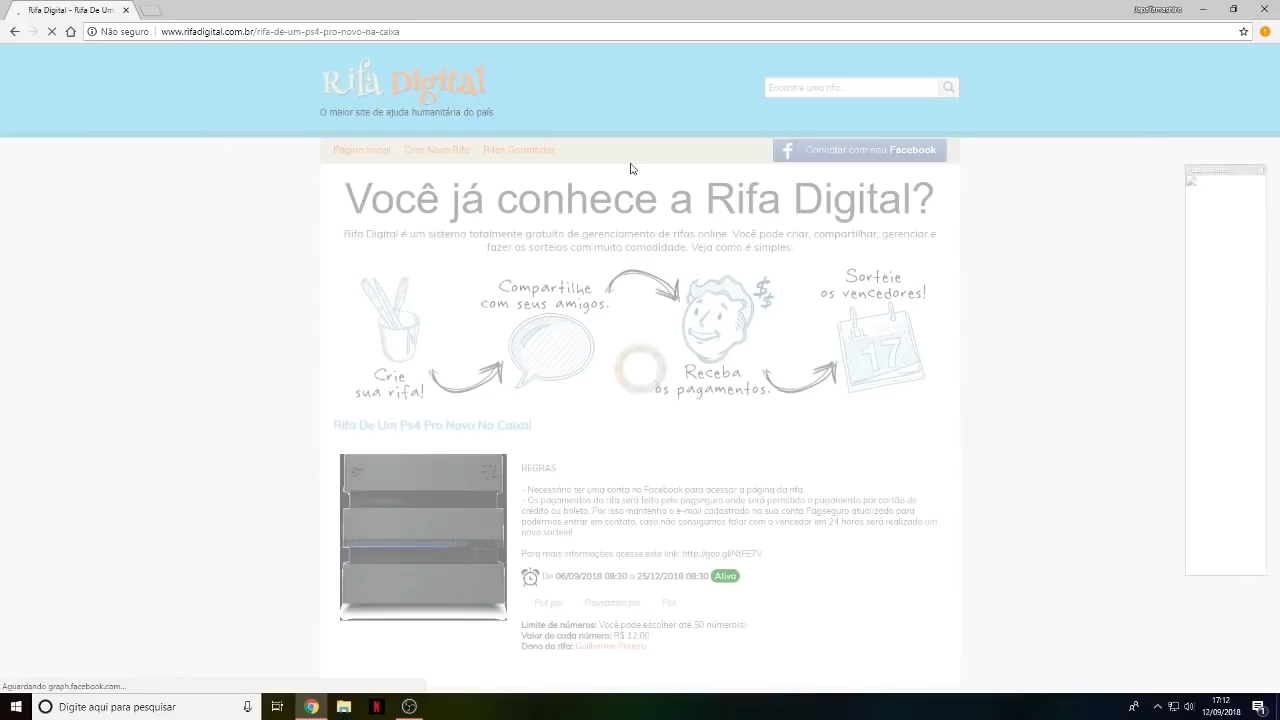 Rifa Digital - Rifa De Um
JapaTamashiro
Não seguro
www.rifadigital.com.br/rifa-de-um-ps4-pro-novo-na-caixa
Rifa Digital
O maior site de ajuda humanitária do país
Encontre uma rifa...
Página inicial
Criar Nova Rifa
Rifas Garantidas
Conectar com seu Facebook
Você já conhece a Rifa Digital?
Rifa Digital é um sistema totalmente gratuito de gerenciamento de rifas online. Você pode criar, compartilhar, gerenciar e
fazer os sorteios com muita comodidade. Veja como é simples:
Crie
sua rifa!
Compartilhe
com seus amigos.
$$
Receba
os pagamentos.
Sorteie
os vencedores!
JUL
17
Rifa De Um Ps4 Pro Novo Na Caixa!
REGRAS
- Necessário ter uma conta no Facebook para acessar a página da rifa.
- Os pagamentos da rifa será feito pelo pagseguro onde será permitido o pagamento por cartão de
crédito ou boleto. Por isso mantenha o e-mail cadastrado na sua conta Pagseguro atualizado para
podermos entrar em contato, caso não consigamos falar com o vencedor em 24 horas será realizado um
novo sorteio!
Para mais informações acesse este link: http://goo.gl/NtFE7V
De 06/09/2018 08:30 a 25/12/2018 08:30 Ativa
Ps4 pro
Playstation pro
Ps4
Limite de números: Você pode escolher até 50 número(s)
Valor de cada número: R$ 12,00
Dono da rifa: Guilherme Pereira
Aguardando graph.facebook.com...
Digite aqui para pesquisar
N
17:12
12/09/2018